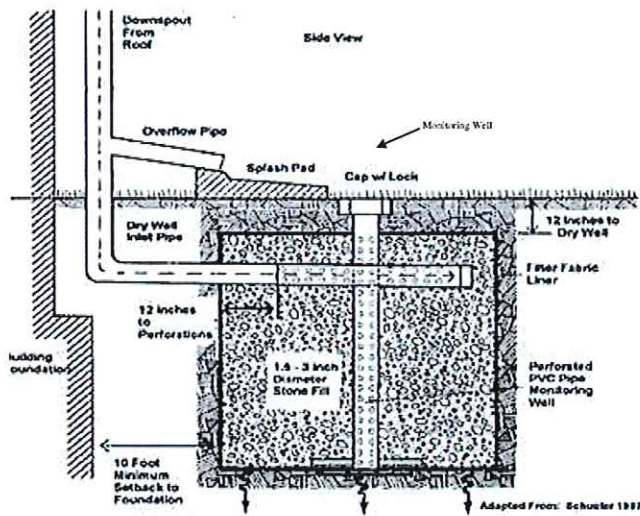 Downspout
From
Roof
Side View
Monitoring Well
Overflow Pipe
Splash Pad
Cap w/ Lock
12 Inches to
Dry Well
Dry Well
Inlet Pipe
Filter Fabric
Liner
12 Inches
to
Perforations
uilding
oundation
1.5 - 3 Inch
Diameter
Stone Fill
Perforated
PVC Pipe
Monitoring
Well
10 Foot
Minimum
Setback to
Foundation
Adapted From: Schueler